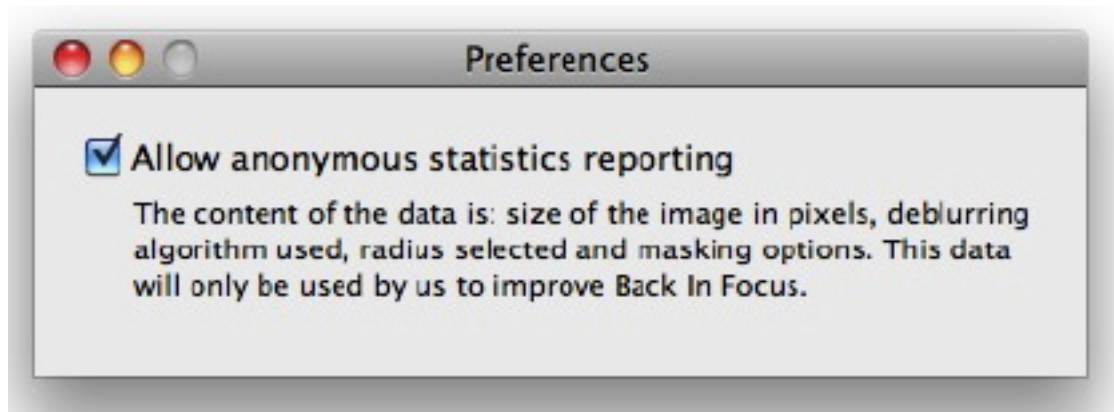 Preferences
Allow anonymous statistics reporting
The content of the data is: size of the image in pixels, deblurring
algorithm used, radius selected and masking options. This data
will only be used by us to improve Back In Focus.